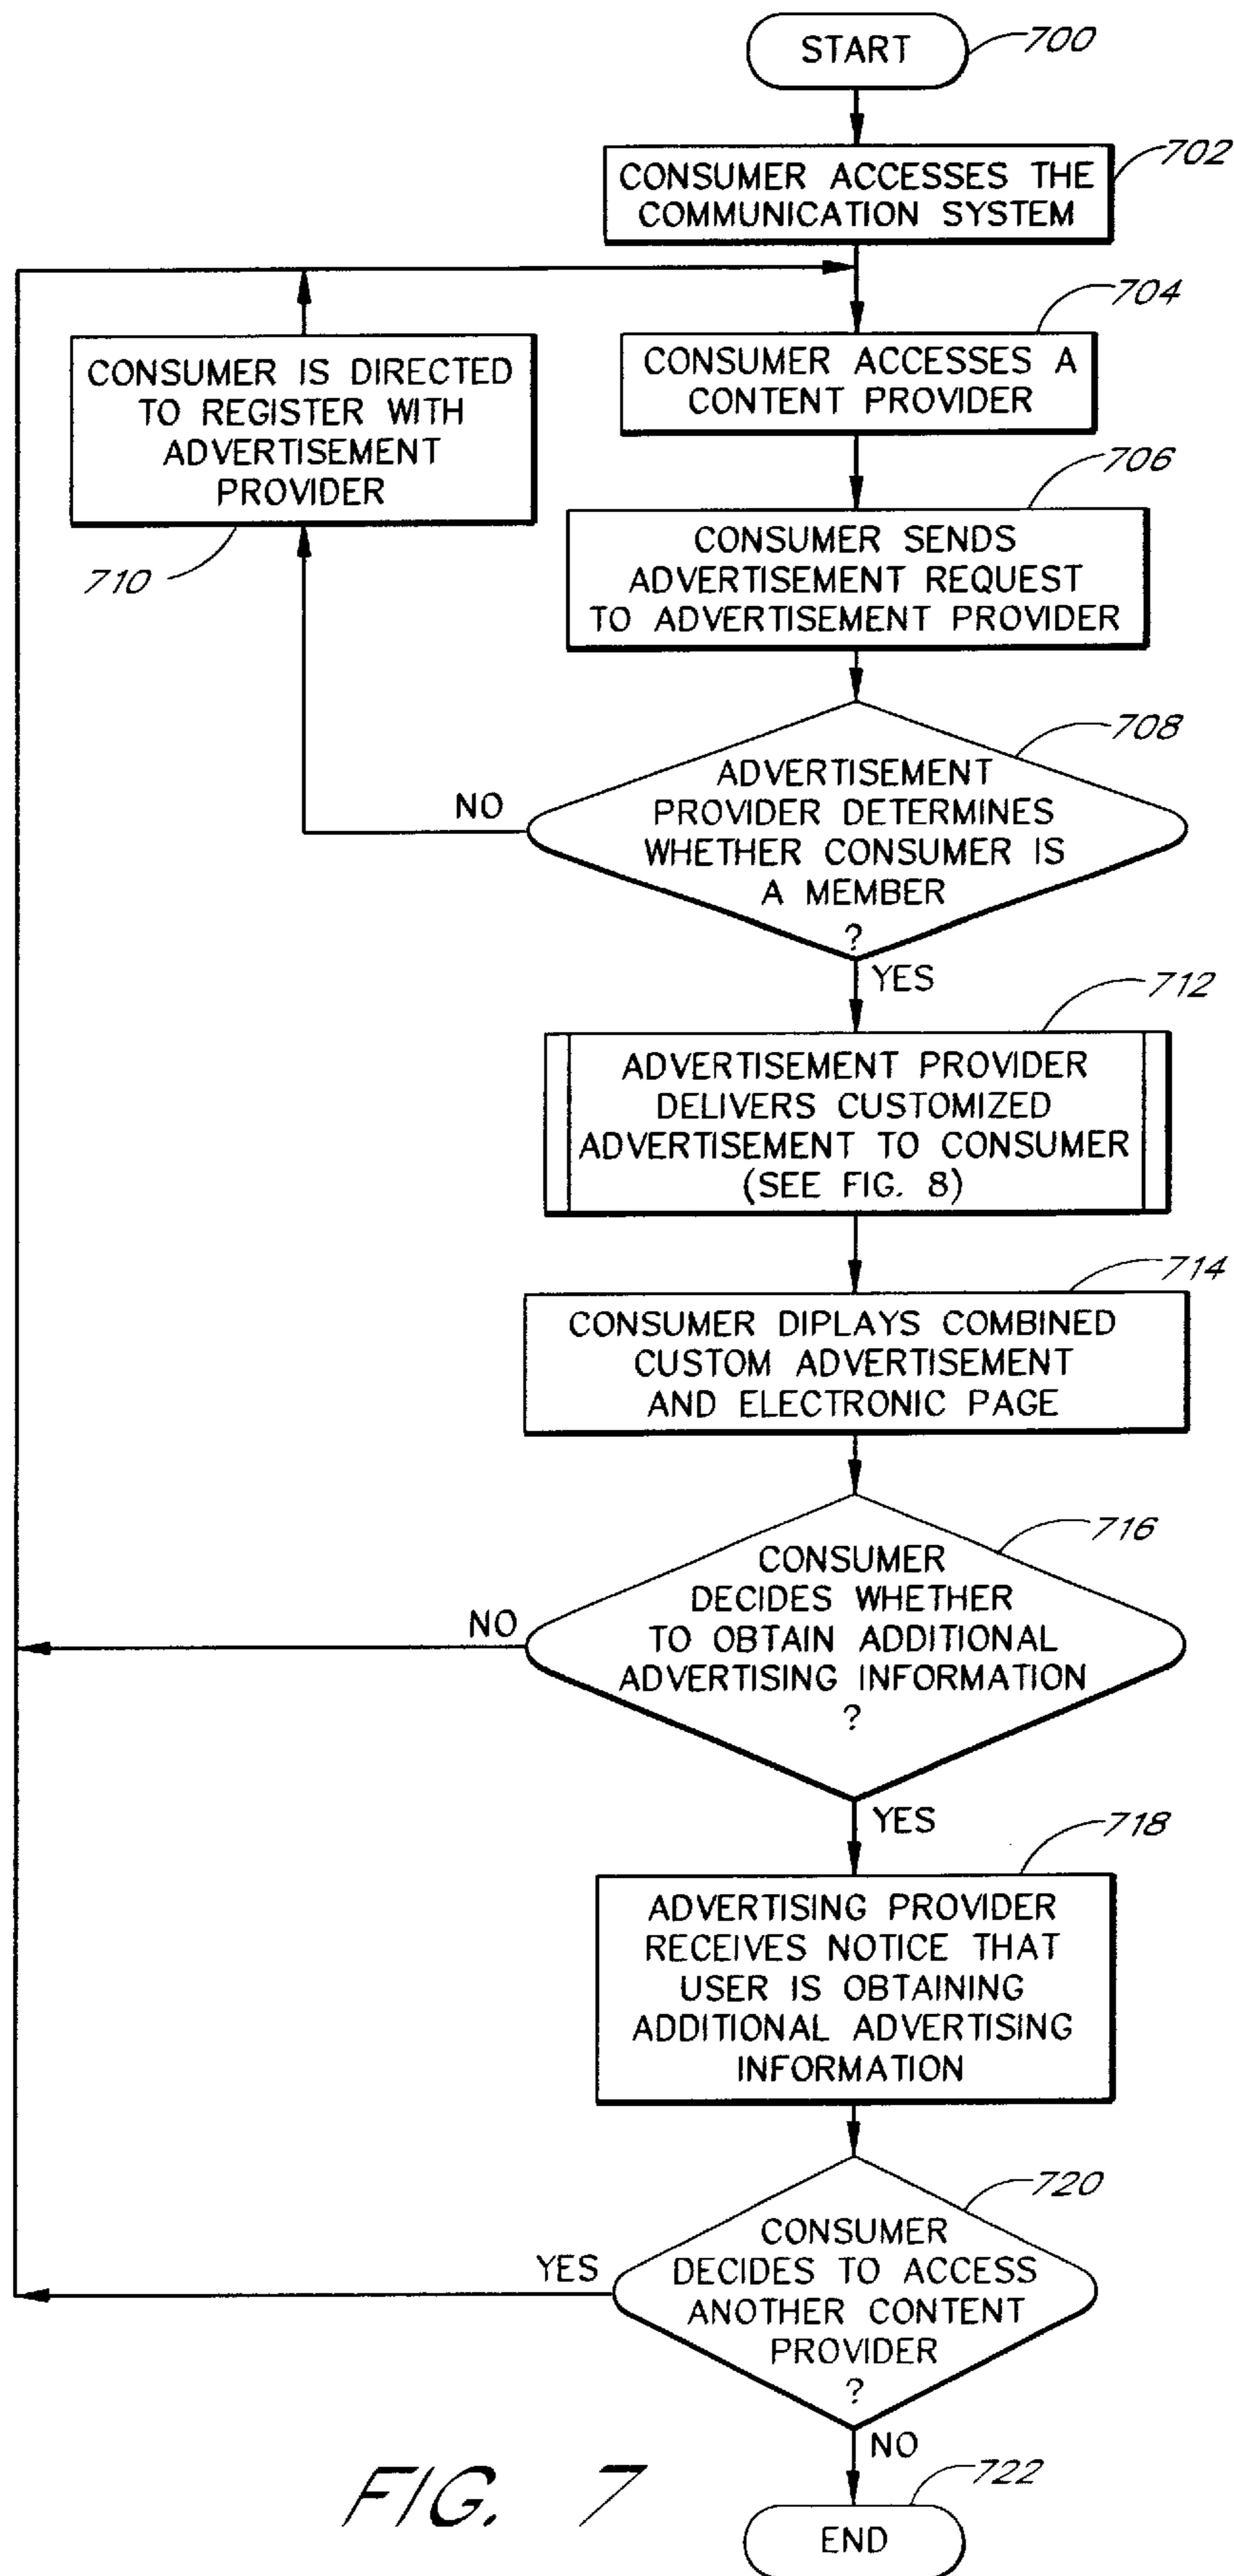 START
700
CONSUMER ACCESSES THE
COMMUNICATION SYSTEM
702
704
CONSUMER ACCESSES A
CONTENT PROVIDER
CONSUMER IS DIRECTED
TO REGISTER WITH
ADVERTISEMENT
PROVIDER
710
706
CONSUMER SENDS
ADVERTISEMENT REQUEST
TO ADVERTISEMENT PROVIDER
708
ADVERTISEMENT
PROVIDER DETERMINES
WHETHER CONSUMER IS
A MEMBER
?
NO
YES
712
ADVERTISEMENT PROVIDER
DELIVERS CUSTOMIZED
ADVERTISEMENT TO CONSUMER
(SEE FIG. 8)
714
CONSUMER DIPLAYS COMBINED
CUSTOM ADVERTISEMENT
AND ELECTRONIC PAGE
716
CONSUMER
DECIDES WHETHER
TO OBTAIN ADDITIONAL
ADVERTISING INFORMATION
?
NO
YES
718
ADVERTISING PROVIDER
RECEIVES NOTICE THAT
USER IS OBTAINING
ADDITIONAL ADVERTISING
INFORMATION
720
CONSUMER
DECIDES TO ACCESS
ANOTHER CONTENT
PROVIDER
?
YES
NO
722
END
FIG. 7